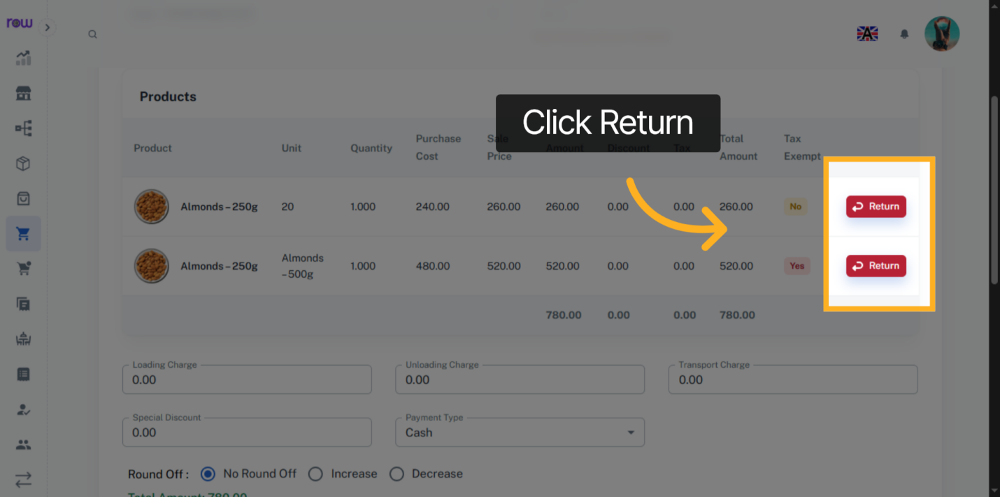 row
A
Products
Click Return
Product
Unit
Quantity
Purchase
Cost
Sale
Price
Amount
Discount
Tax
Total
Amount
Tax
Exempt
Almonds – 250g 20 1.000 240.00 260.00 260.00 0.00 0.00 260.00 No Return
Almonds – 250g
Almonds
– 500g
1.000 480.00 520.00 520.00 0.00 0.00 520.00 Yes Return
780.00 0.00 0.00 780.00
Loading Charge
0.00
Unloading Charge
0.00
Transport Charge
0.00
Special Discount
0.00
Payment Type
Cash
Round Off : No Round Off Increase Decrease
Total Amount: 780.00